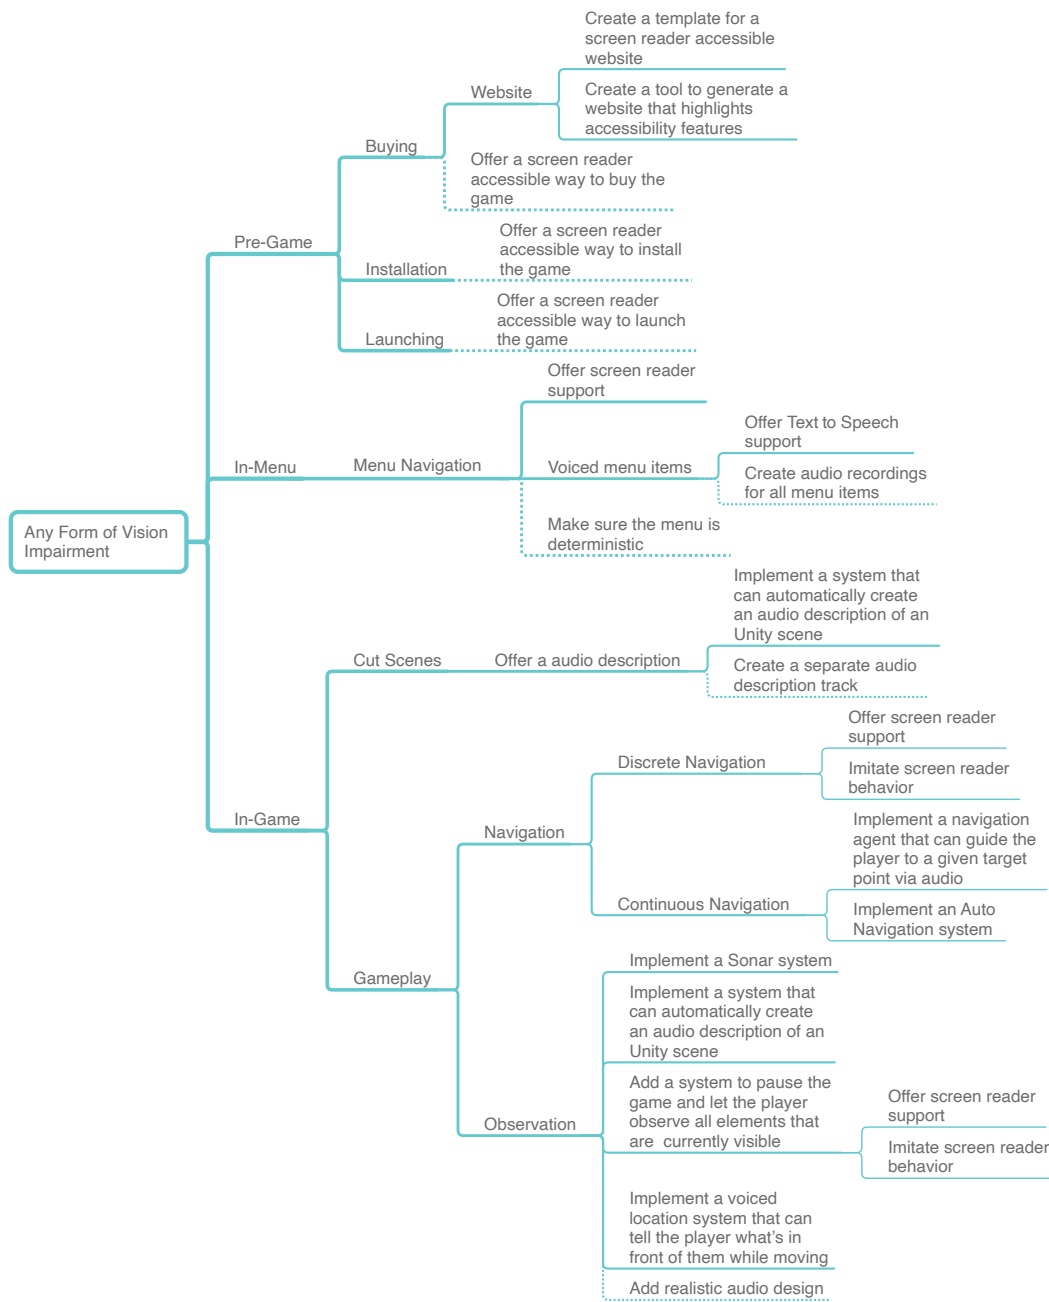 Create a template for a
screen reader accessible
website
Website
Create a tool to generate a
website that highlights
accessibility features
Buying
Offer a screen reader
accessible way to buy the
game
Pre-Game
Offer a screen reader
accessible way to install
the game
Installation
Offer a screen reader
accessible way to launch
the game
Launching
Offer screen reader
support
In-Menu
Menu Navigation
Voiced menu items
Offer Text to Speech
support
Create audio recordings
for all menu items
Make sure the menu is
deterministic
Any Form of Vision
Impairment
Implement a system that
can automatically create
an audio description of an
Unity scene
Cut Scenes
Offer a audio description
Create a separate audio
description track
Offer screen reader
support
Discrete Navigation
Imitate screen reader
behavior
In-Game
Navigation
Implement a navigation
agent that can guide the
player to a given target
point via audio
Continuous Navigation
Implement an Auto
Navigation system
Gameplay
Implement a Sonar system
Implement a system that
can automatically create
an audio description of an
Unity scene
Observation
Add a system to pause the
game and let the player
observe all elements that
are  currently visible
Offer screen reader
support
Imitate screen reader
behavior
Implement a voiced
location system that can
tell the player what's in
front of them while moving
Add realistic audio design